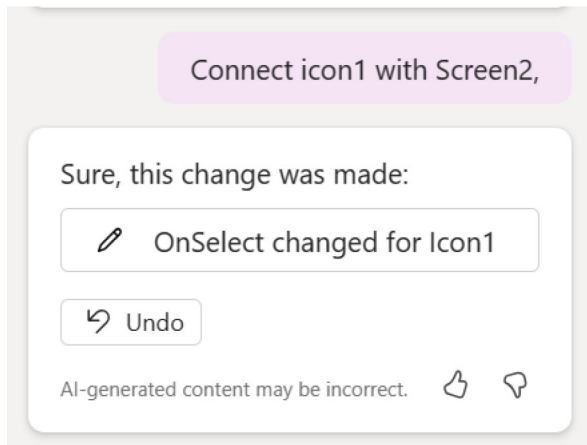 Connect icon1 with Screen2,
Sure, this change was made:
OnSelect changed for Icon1
Undo
AI-generated content may be incorrect.